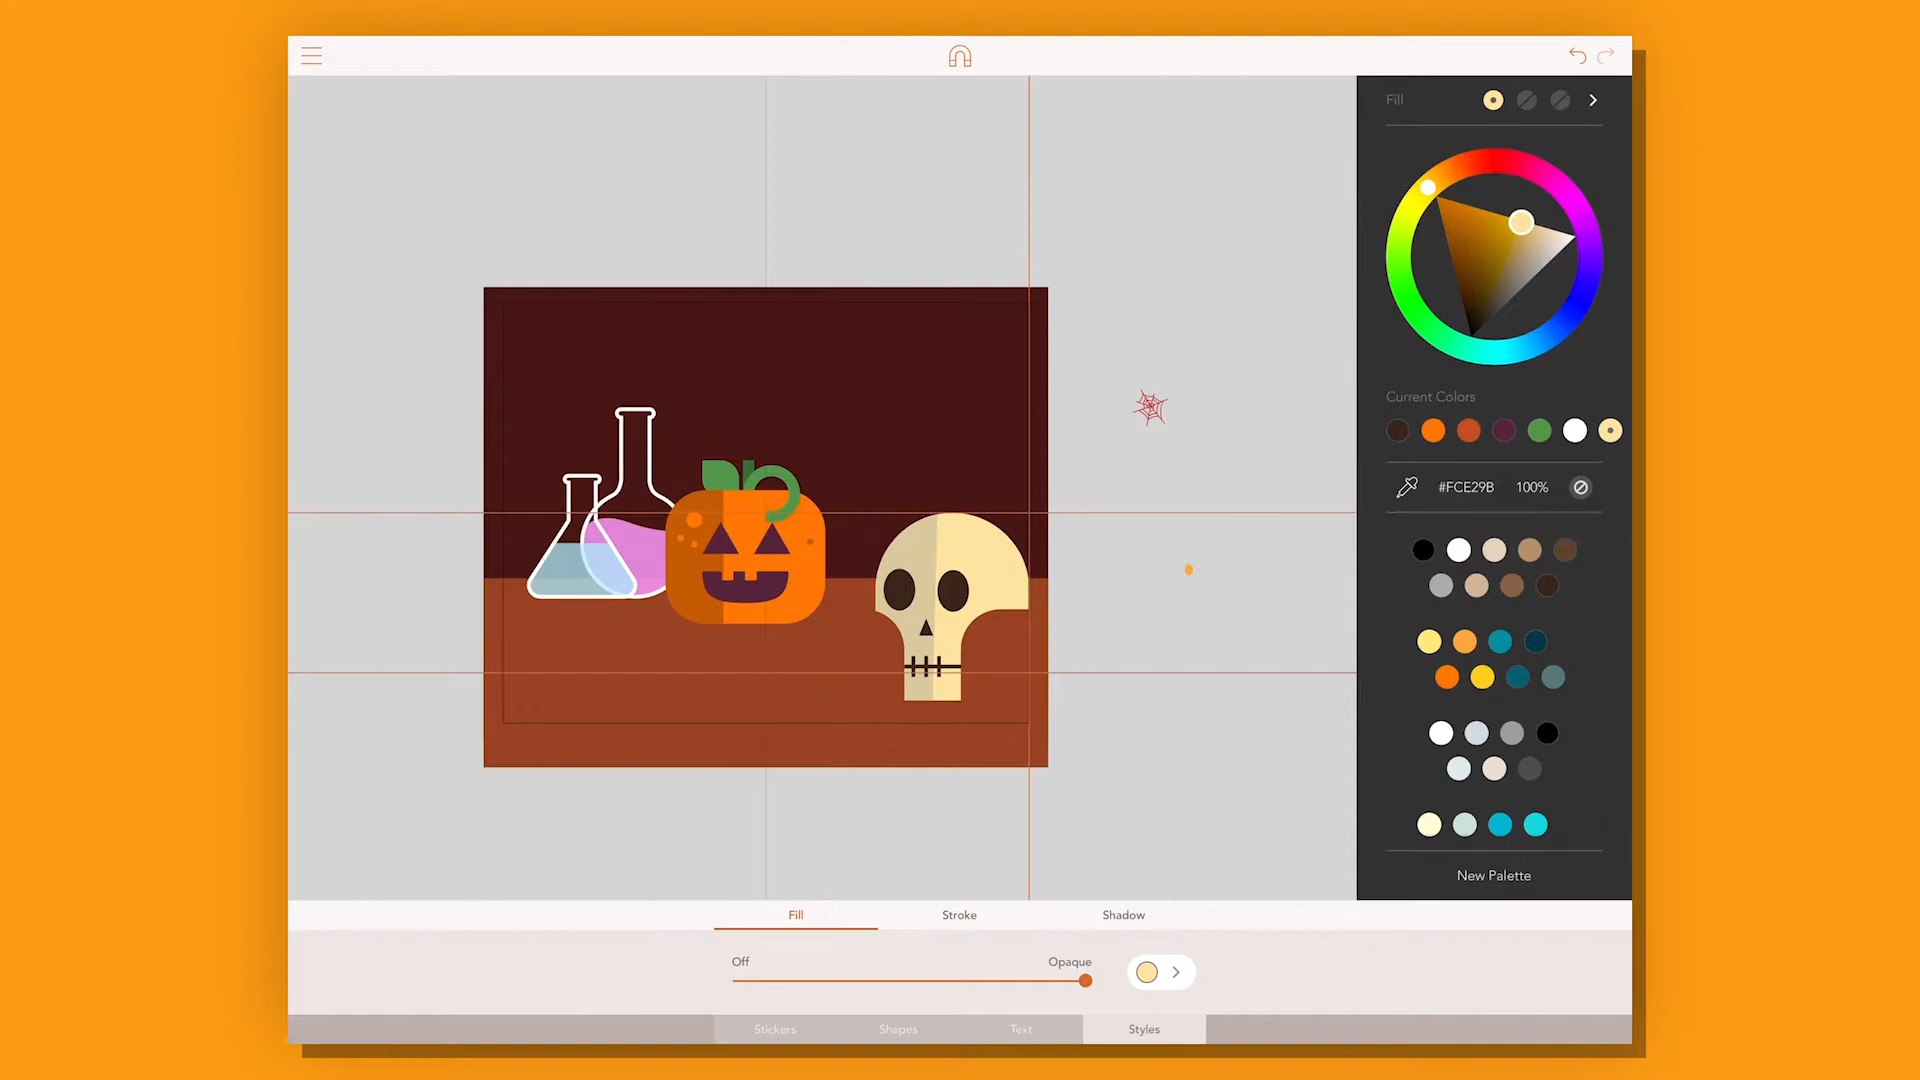 Fill
Current Colors
#FCE29B 100%
New Palette
Fill Stroke Shadow
Off Opaque
Stickers Shapes Text Styles